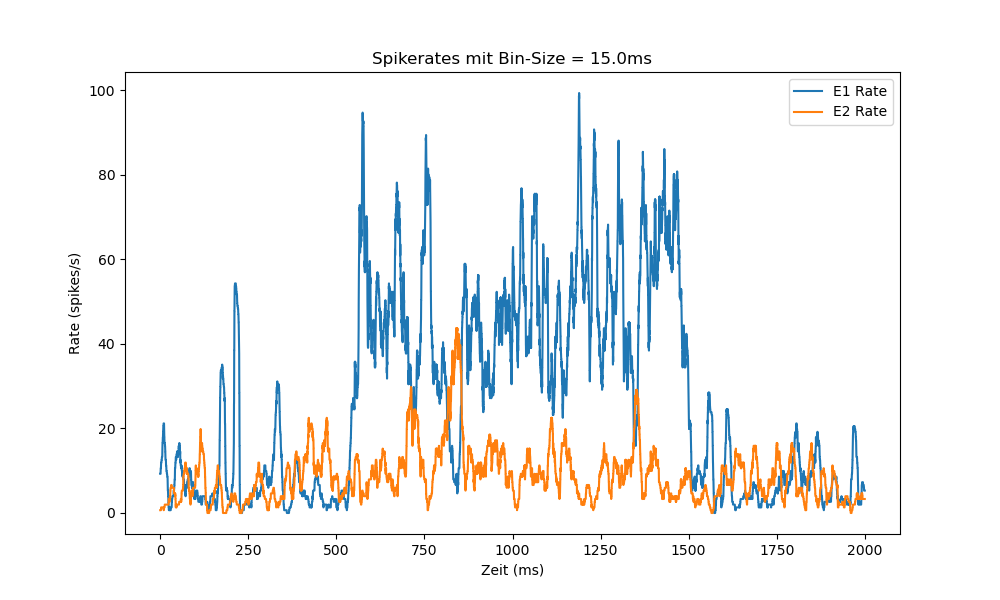 Spikerates mit Bin-Size = 15.0ms
E1 Rate
E2 Rate
Rate (spikes/s)
100
80
60
40
20
0
0 250 500 750 1000 1250 1500 1750 2000
Zeit (ms)